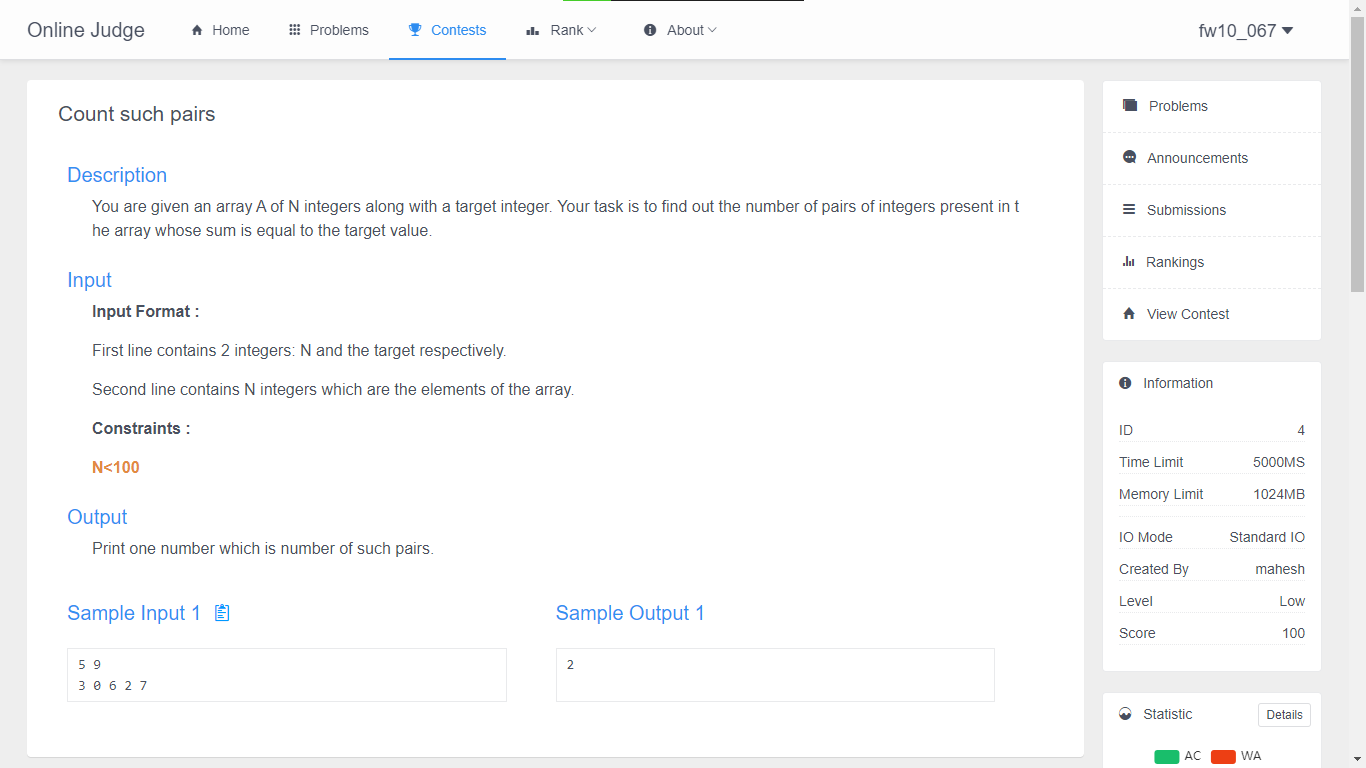 Online Judge
Home
Problems
Contests
Rank
About
fw10_067
Count such pairs
Description
You are given an array A of N integers along with a target integer. Your task is to find out the number of pairs of integers present in t
he array whose sum is equal to the target value.
Input
Input Format :
First line contains 2 integers: N and the target respectively.
Second line contains N integers which are the elements of the array.
Constraints :
N<100
Output
Print one number which is number of such pairs.
Sample Input 1
5 9
3 0 6 2 7
Sample Output 1
2
Problems
Announcements
Submissions
Rankings
View Contest
Information
ID 4
Time Limit 5000MS
Memory Limit 1024MB
IO Mode Standard IO
Created By mahesh
Level Low
Score 100
Statistic Details
AC WA